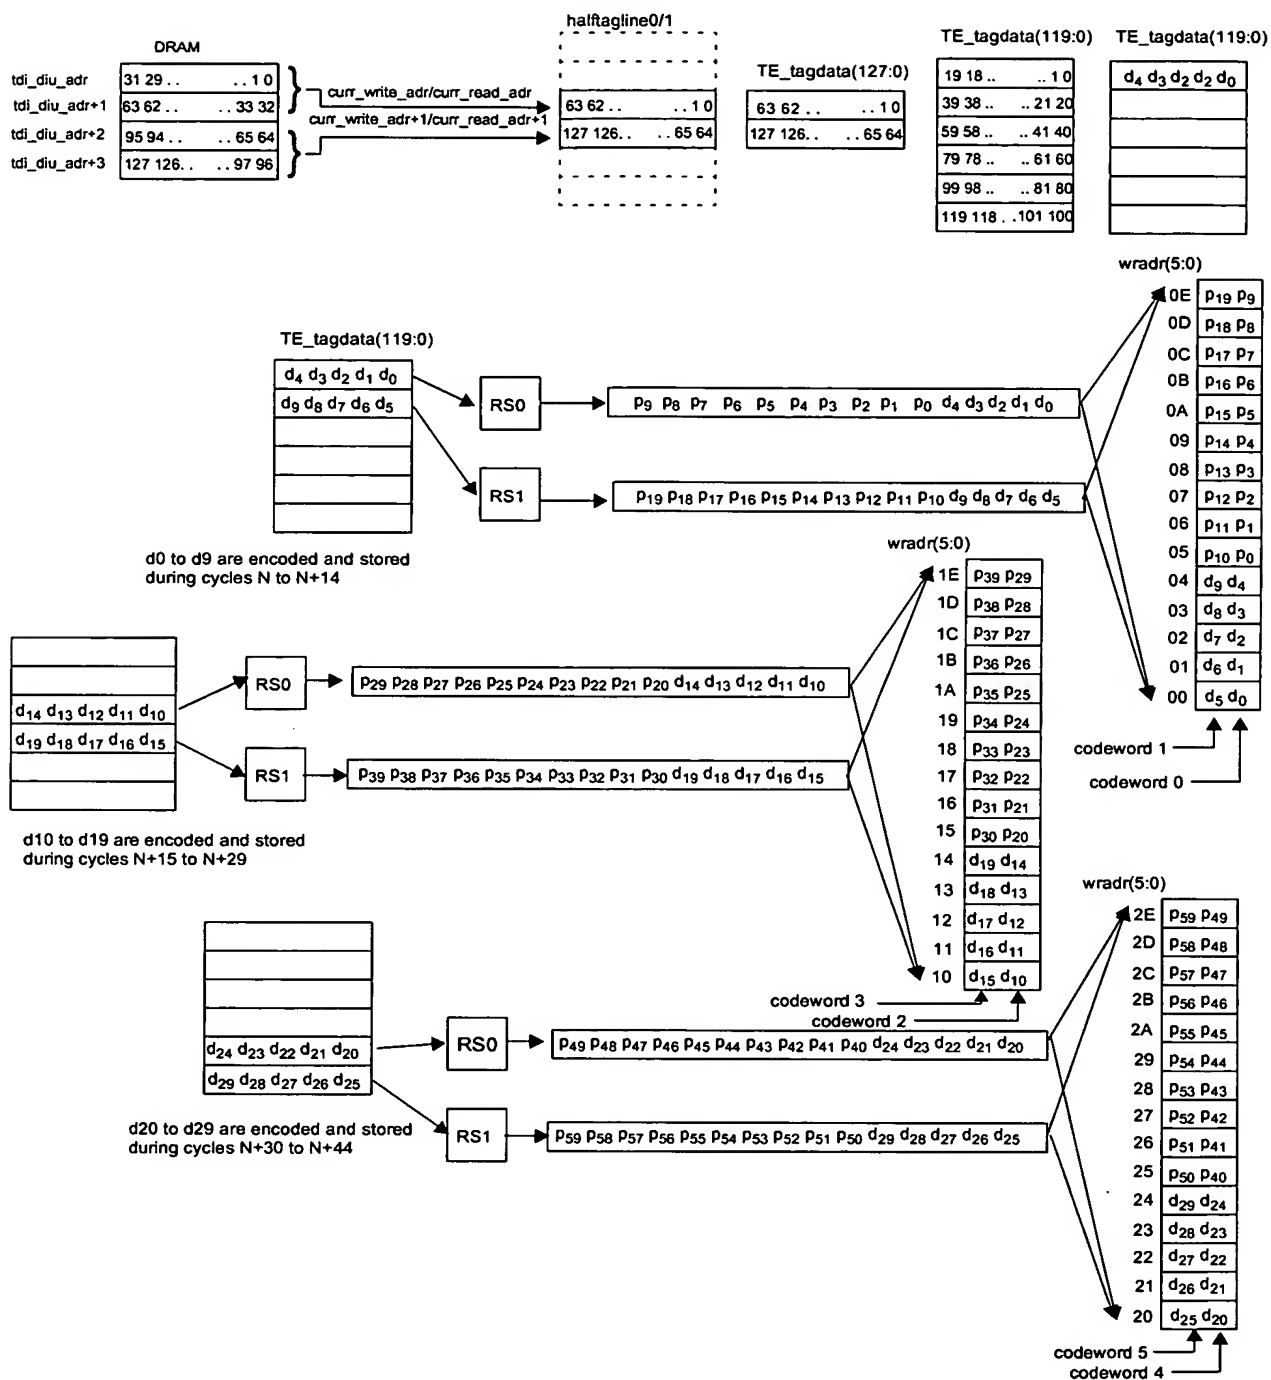 halftagline0/1
DRAM
tdi_diu_adr
31 29 . . . . 1 0
tdi_diu_adr+1
63 62 . . . . 33 32
tdi_diu_adr+2
95 94 . . . . 65 64
tdi_diu_adr+3
127 126. . . . 97 96
curr_write_adr/curr_read_adr
curr_write_adr+1/curr_read_adr+1
63 62 . . . . 1 0
127 126. . . . 65 64
TE_tagdata(127:0)
63 62 . . . . 1 0
127 126. . . . 65 64
TE_tagdata(119:0)
19 18 .. . . 1 0
39 38 .. . . 21 20
59 58 .. . . 41 40
79 78 .. . . 61 60
99 98 .. . . 81 80
119 118 . . 101 100
TE_tagdata(119:0)
d4 d3 d2 d2 d0
TE_tagdata(119:0)
d4 d3 d2 d1 d0
d9 d8 d7 d6 d5
RS0
p9 p8 p7 p6 p5 p4 p3 p2 p1 p0 d4 d3 d2 d1 d0
RS1
p19 p18 p17 p16 p15 p14 p13 p12 p11 p10 d9 d8 d7 d6 d5
d0 to d9 are encoded and stored
during cycles N to N+14
wradr(5:0)
0E p19 p9
0D p18 p8
0C p17 p7
0B p16 p6
0A p15 p5
09 p14 p4
08 p13 p3
07 p12 p2
06 p11 p1
05 p10 p0
04 d9 d4
03 d8 d3
02 d7 d2
01 d6 d1
00 d5 d0
codeword 1
codeword 0
d14 d13 d12 d11 d10
d19 d18 d17 d16 d15
RS0
p29 p28 p27 p26 p25 p24 p23 p22 p21 p20 d14 d13 d12 d11 d10
RS1
p39 p38 p37 p36 p35 p34 p33 p32 p31 p30 d19 d18 d17 d16 d15
d10 to d19 are encoded and stored
during cycles N+15 to N+29
wradr(5:0)
1E p39 p29
1D p38 p28
1C p37 p27
1B p36 p26
1A p35 p25
19 p34 p24
18 p33 p23
17 p32 p22
16 p31 p21
15 p30 p20
14 d19 d14
13 d18 d13
12 d17 d12
11 d16 d11
10 d15 d10
codeword 3
codeword 2
d24 d23 d22 d21 d20
d29 d28 d27 d26 d25
RS0
p49 p48 p47 p46 p45 p44 p43 p42 p41 p40 d24 d23 d22 d21 d20
RS1
p59 p58 p57 p56 p55 p54 p53 p52 p51 p50 d29 d28 d27 d26 d25
d20 to d29 are encoded and stored
during cycles N+30 to N+44
wradr(5:0)
2E p59 p49
2D p58 p48
2C p57 p47
2B p56 p46
2A p55 p45
29 p54 p44
28 p53 p43
27 p52 p42
26 p51 p41
25 p50 p40
24 d29 d24
23 d28 d23
22 d27 d22
21 d26 d21
20 d25 d20
codeword 5
codeword 4